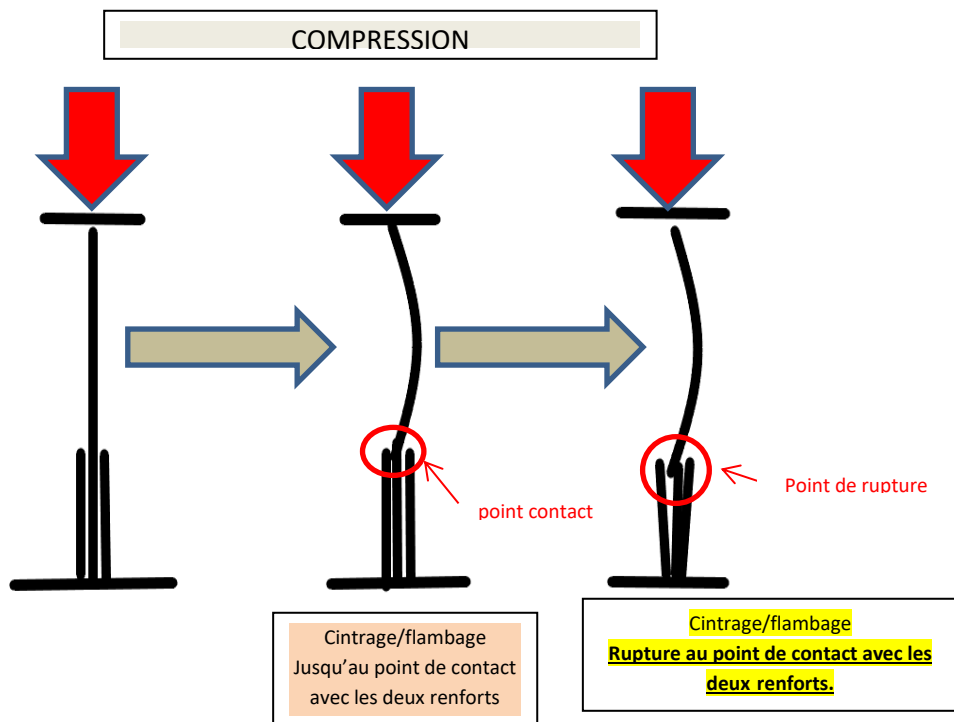 COMPRESSION
point contact
Point de rupture
Cintrage/flambage
Jusqu’au point de contact
avec les deux renforts
Cintrage/flambage
Rupture au point de contact avec les
deux renforts.